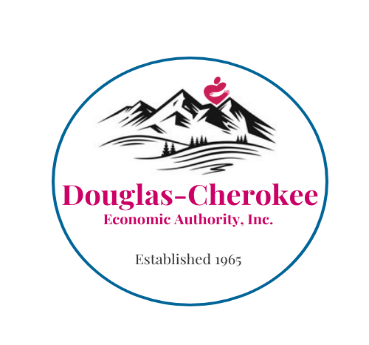 Douglas-Cherokee
Economic Authority, Inc.
Established 1965